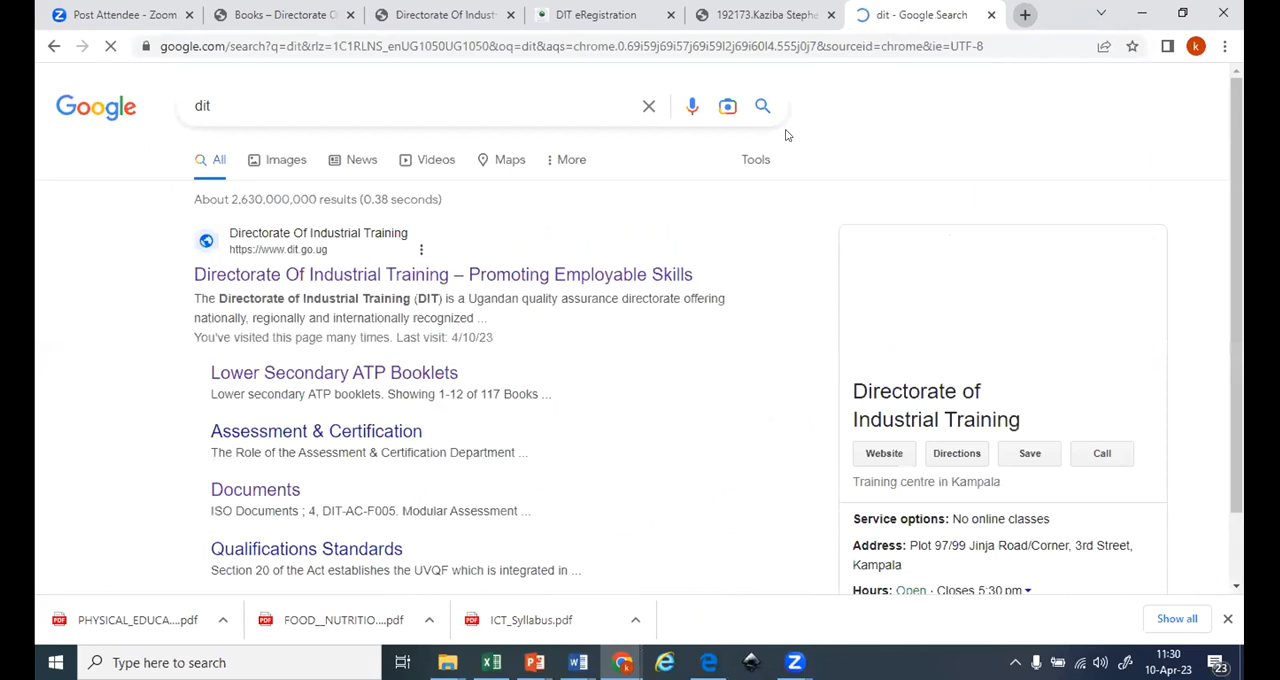 Post Attendee - Zoom
Books – Directorate O
Directorate Of Indust
DIT eRegistration
192173.Kaziba Stephe
dit - Google Search
google.com/search?q=dit&rlz=1C1RLNS_enUG1050UG1050&oq=dit&aqs=chrome.0.69i59j69i57j69i59l2j69i60l4.555j0j7&sourceid=chrome&ie=UTF-8
k
Google
dit
All
Images
News
Videos
Maps
More
Tools
About 2,630,000,000 results (0.38 seconds)
Directorate Of Industrial Training
https://www.dit.go.ug
Directorate Of Industrial Training – Promoting Employable Skills
The Directorate of Industrial Training (DIT) is a Ugandan quality assurance directorate offering
nationally, regionally and internationally recognized ...
You've visited this page many times. Last visit: 4/10/23
Lower Secondary ATP Booklets
Lower secondary ATP booklets. Showing 1-12 of 117 Books ...
Assessment & Certification
The Role of the Assessment & Certification Department ...
Documents
ISO Documents ; 4, DIT-AC-F005. Modular Assessment ...
Qualifications Standards
Section 20 of the Act establishes the UVQF which is integrated in ...
Directorate of
Industrial Training
Website
Directions
Save
Call
Training centre in Kampala
Service options: No online classes
Address: Plot 97/99 Jinja Road/Corner, 3rd Street,
Kampala
Hours: Open · Closes 5:30 pm
PHYSICAL_EDUCA....pdf
FOOD__NUTRITIO....pdf
ICT_Syllabus.pdf
Show all
Type here to search
11:30
10-Apr-23
23